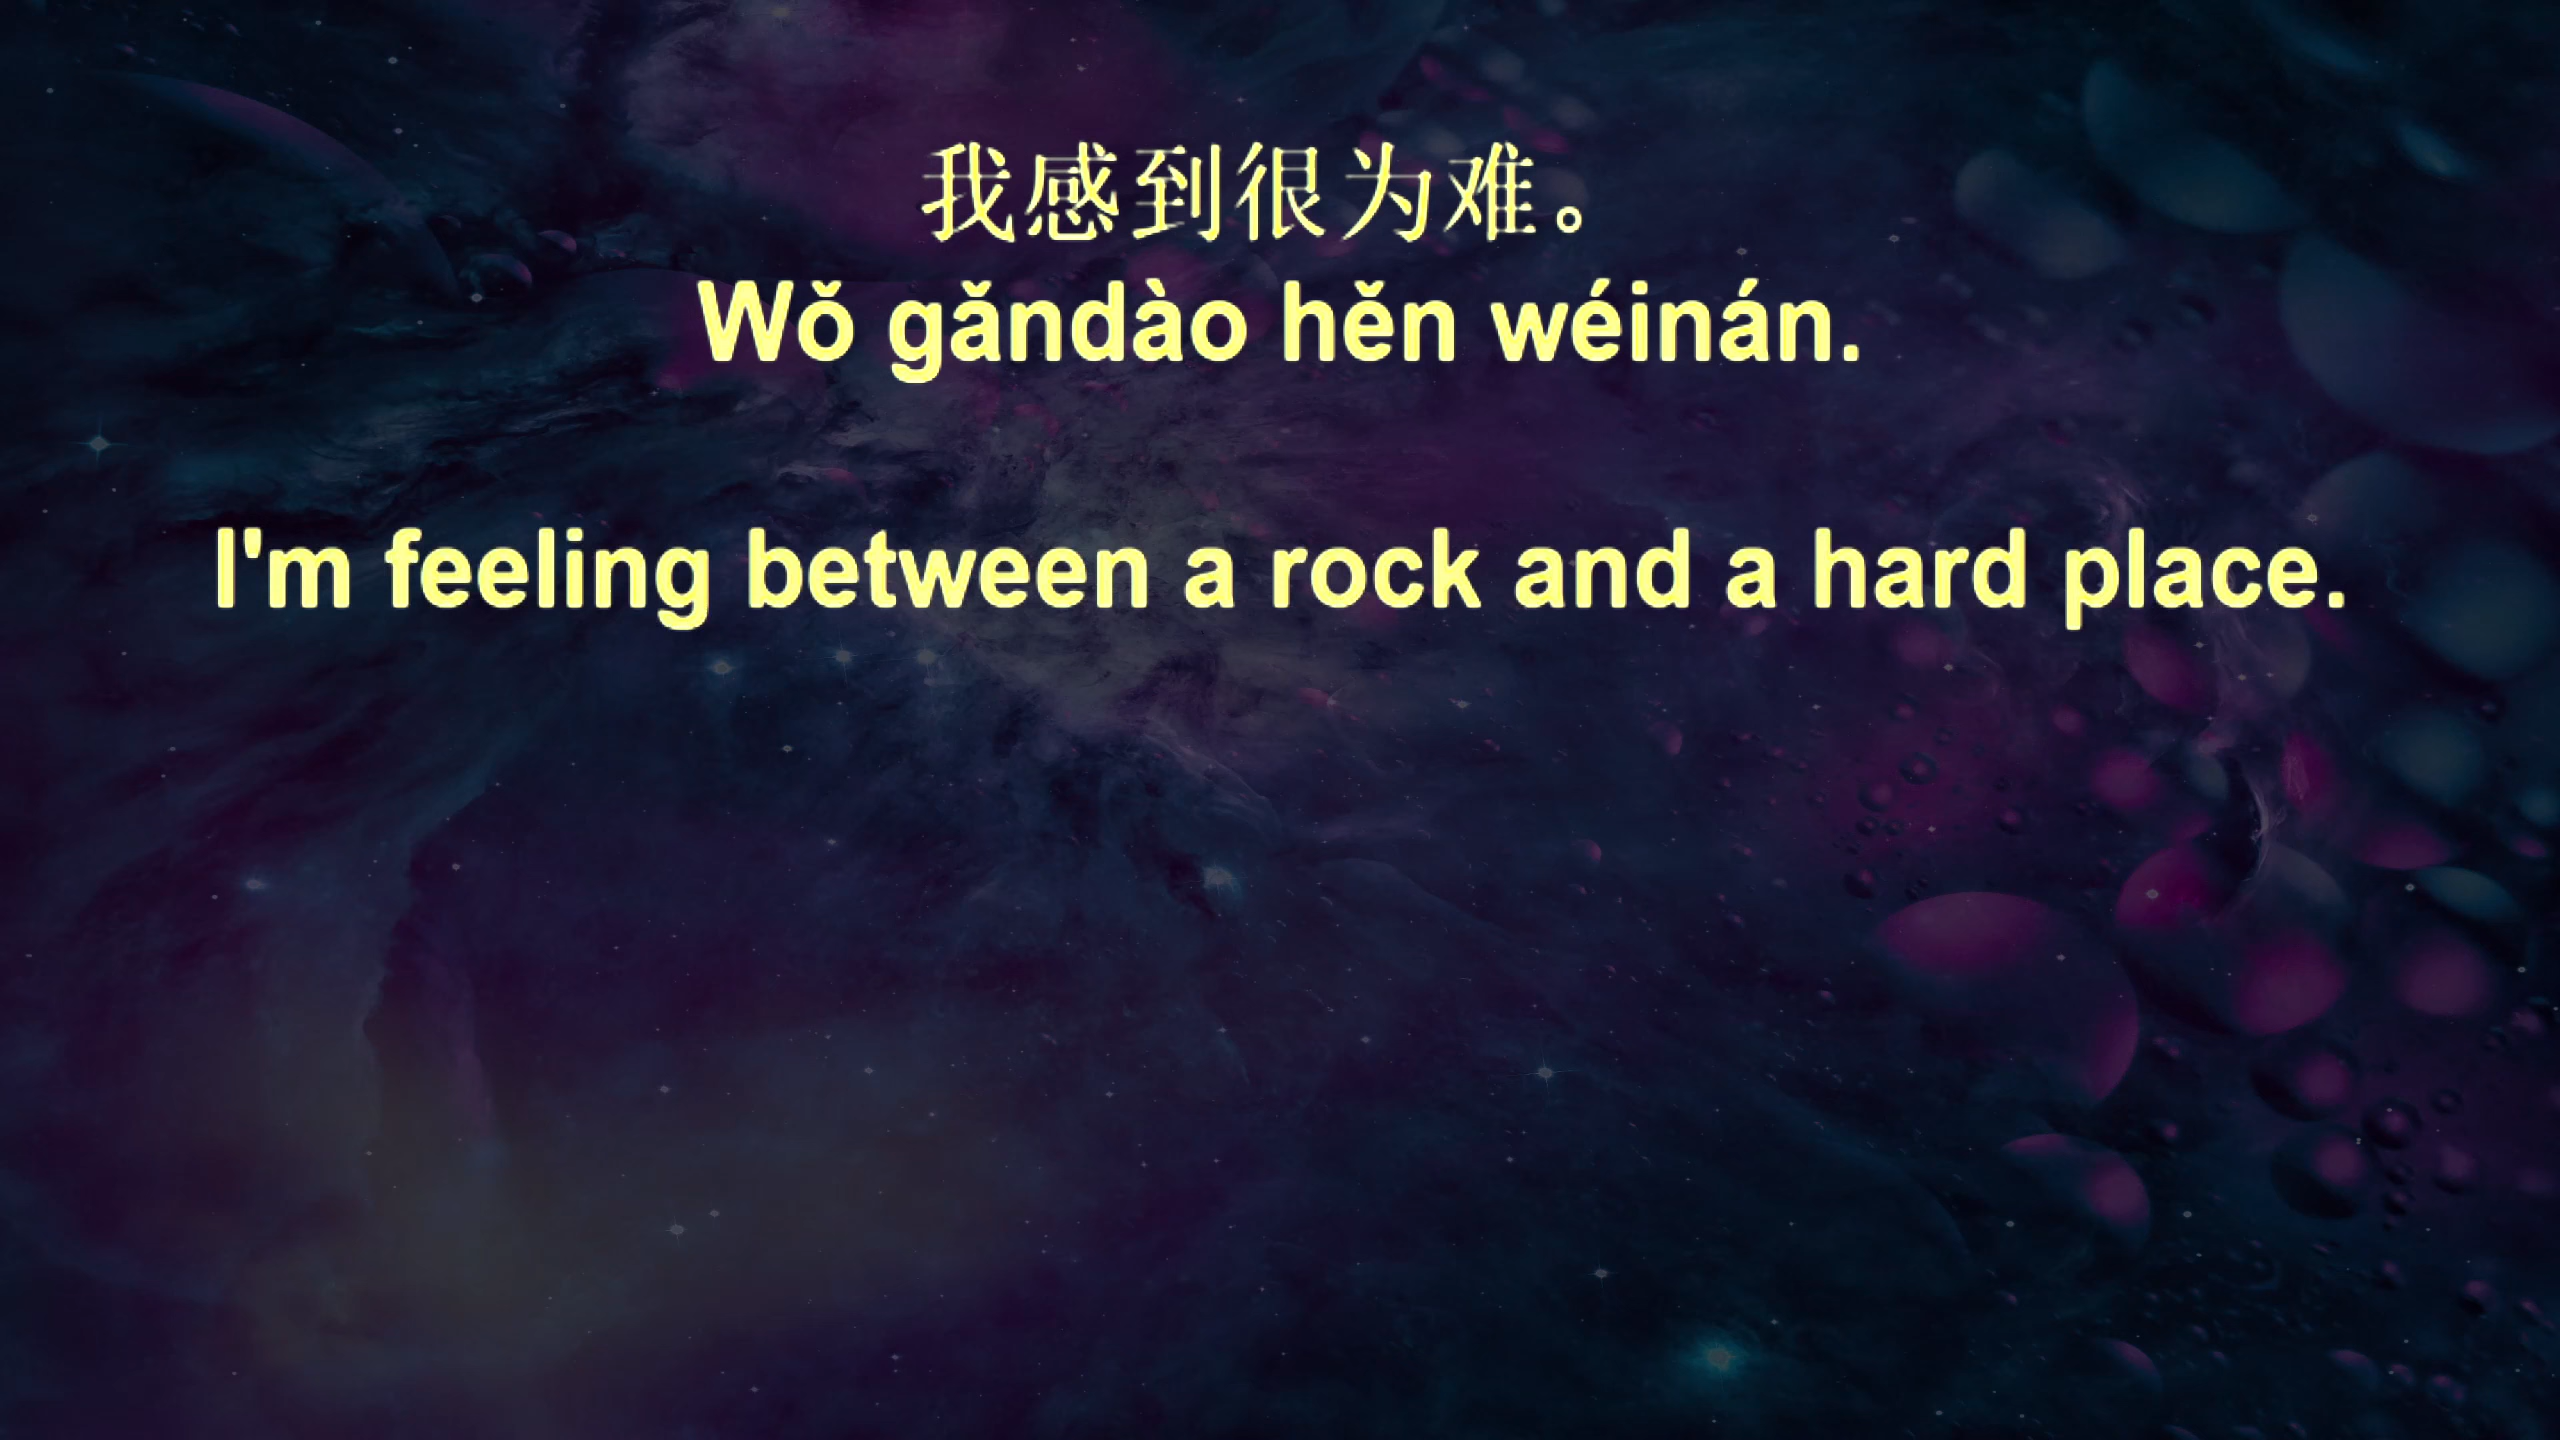 我感到很为难。
Wǒ gǎndào hěn wéinán.
I'm feeling between a rock and a hard place.